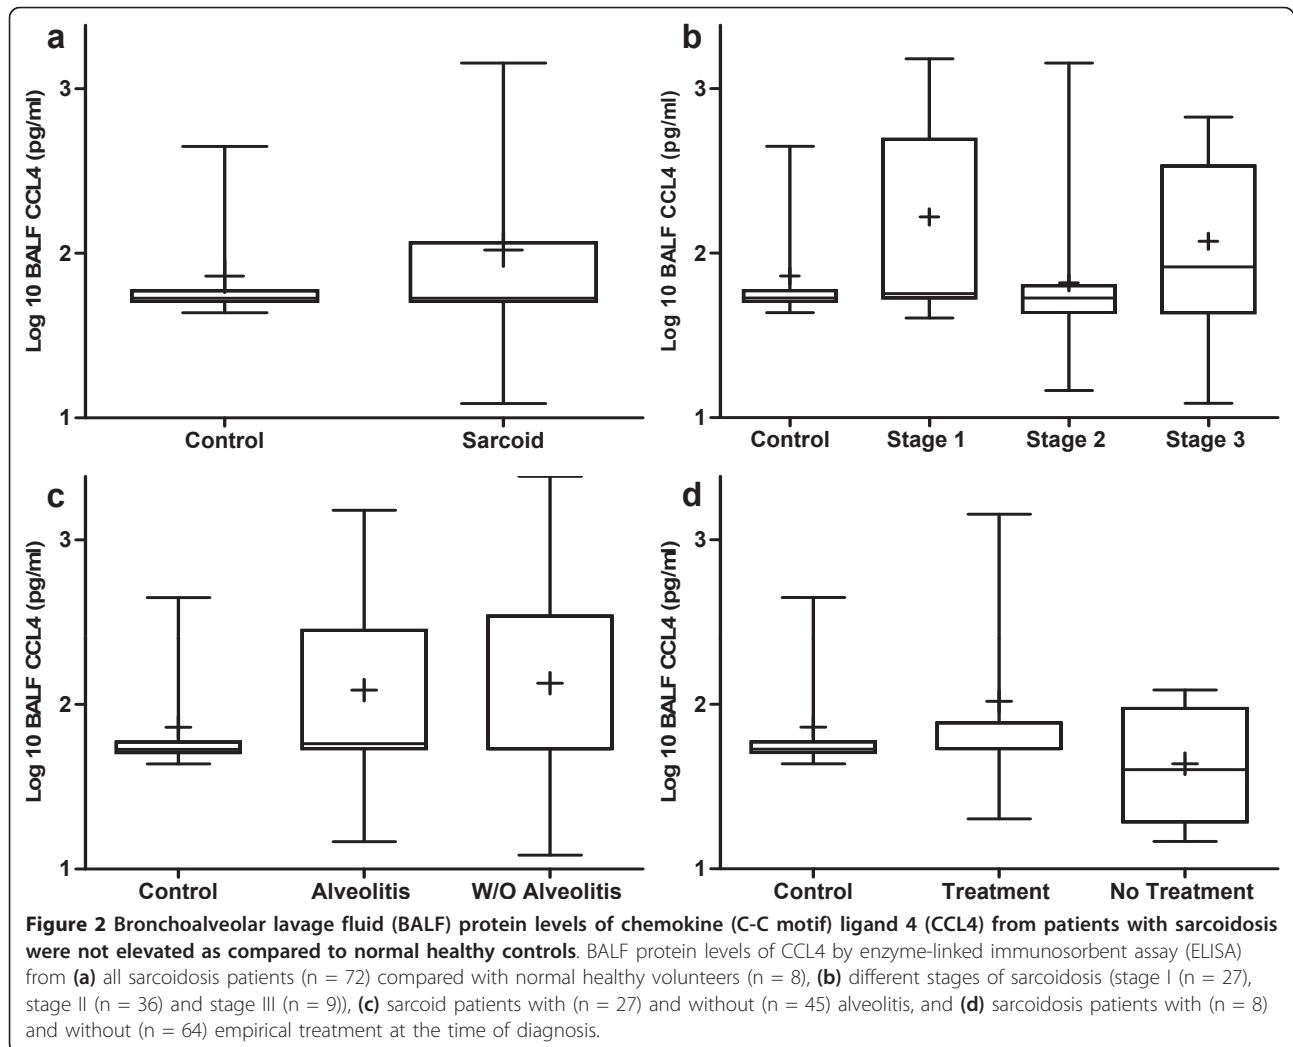 a
Log 10 BALF CCL4 (pg/ml)
3
2
1
Control Sarcoid
b
Log 10 BALF CCL4 (pg/ml)
3
2
1
Control Stage 1 Stage 2 Stage 3
c
Log 10 BALF CCL4 (pg/ml)
3
2
1
Control Alveolitis W/O Alveolitis
d
Log 10 BALF CCL4 (pg/ml)
3
2
1
Control Treatment No Treatment
Figure 2 Bronchoalveolar lavage fluid (BALF) protein levels of chemokine (C-C motif) ligand 4 (CCL4) from patients with sarcoidosis
were not elevated as compared to normal healthy controls. BALF protein levels of CCL4 by enzyme-linked immunosorbent assay (ELISA)
from (a) all sarcoidosis patients (n = 72) compared with normal healthy volunteers (n = 8), (b) different stages of sarcoidosis (stage I (n = 27),
stage II (n = 36) and stage III (n = 9)), (c) sarcoid patients with (n = 27) and without (n = 45) alveolitis, and (d) sarcoidosis patients with (n = 8)
and without (n = 64) empirical treatment at the time of diagnosis.